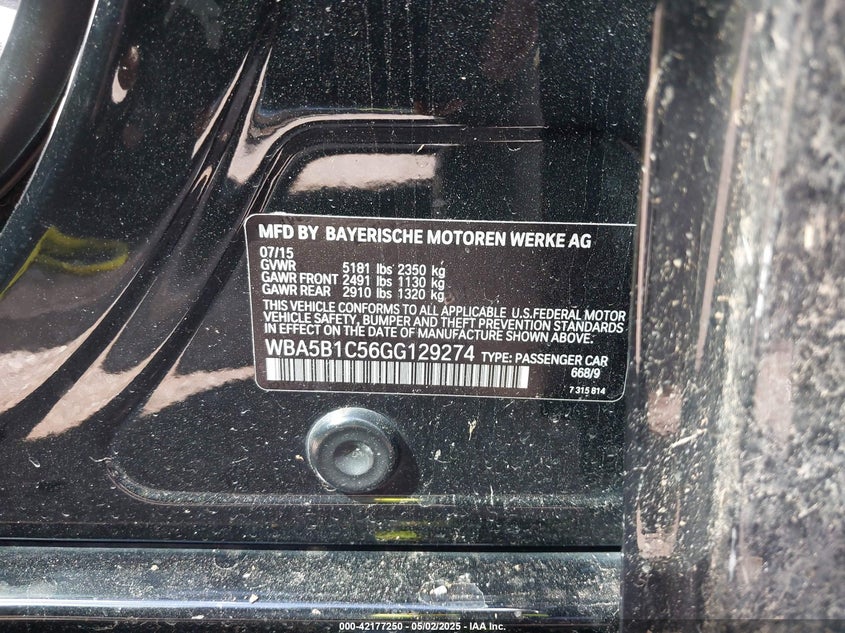 MFD BY BAYERISCHE MOTOREN WERKE AG
07/15
GVWR 5181 lbs 2350 kg
GAWR FRONT 2491 lbs 1130 kg
GAWR REAR 2910 lbs 1320 kg
THIS VEHICLE CONFORMS TO ALL APPLICABLE U.S.FEDERAL MOTOR
VEHICLE SAFETY, BUMPER AND THEFT PREVENTION STANDARDS
IN EFFECT ON THE DATE OF MANUFACTURE SHOWN ABOVE.
WBA5B1C56GG129274 TYPE: PASSENGER CAR
668/9
7 315 814
000-42177250 - 05/02/2025 - IAA Inc.